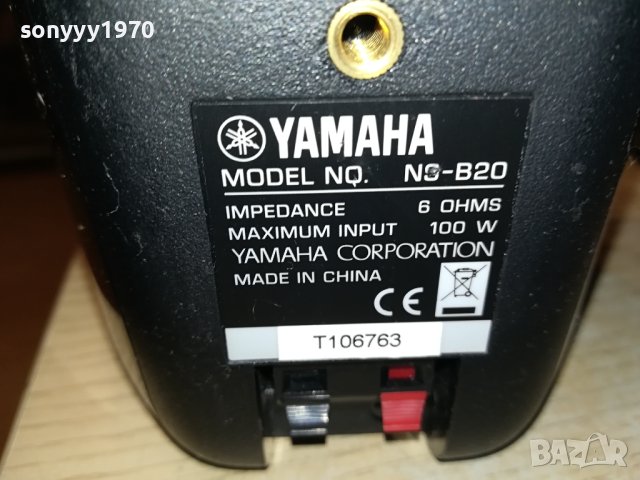 sonyyy1970
YAMAHA
MODEL NO. NS-B20
IMPEDANCE 6 OHMS
MAXIMUM INPUT 100 W
YAMAHA CORPORATION
MADE IN CHINA
CE
T106763
BAZAR